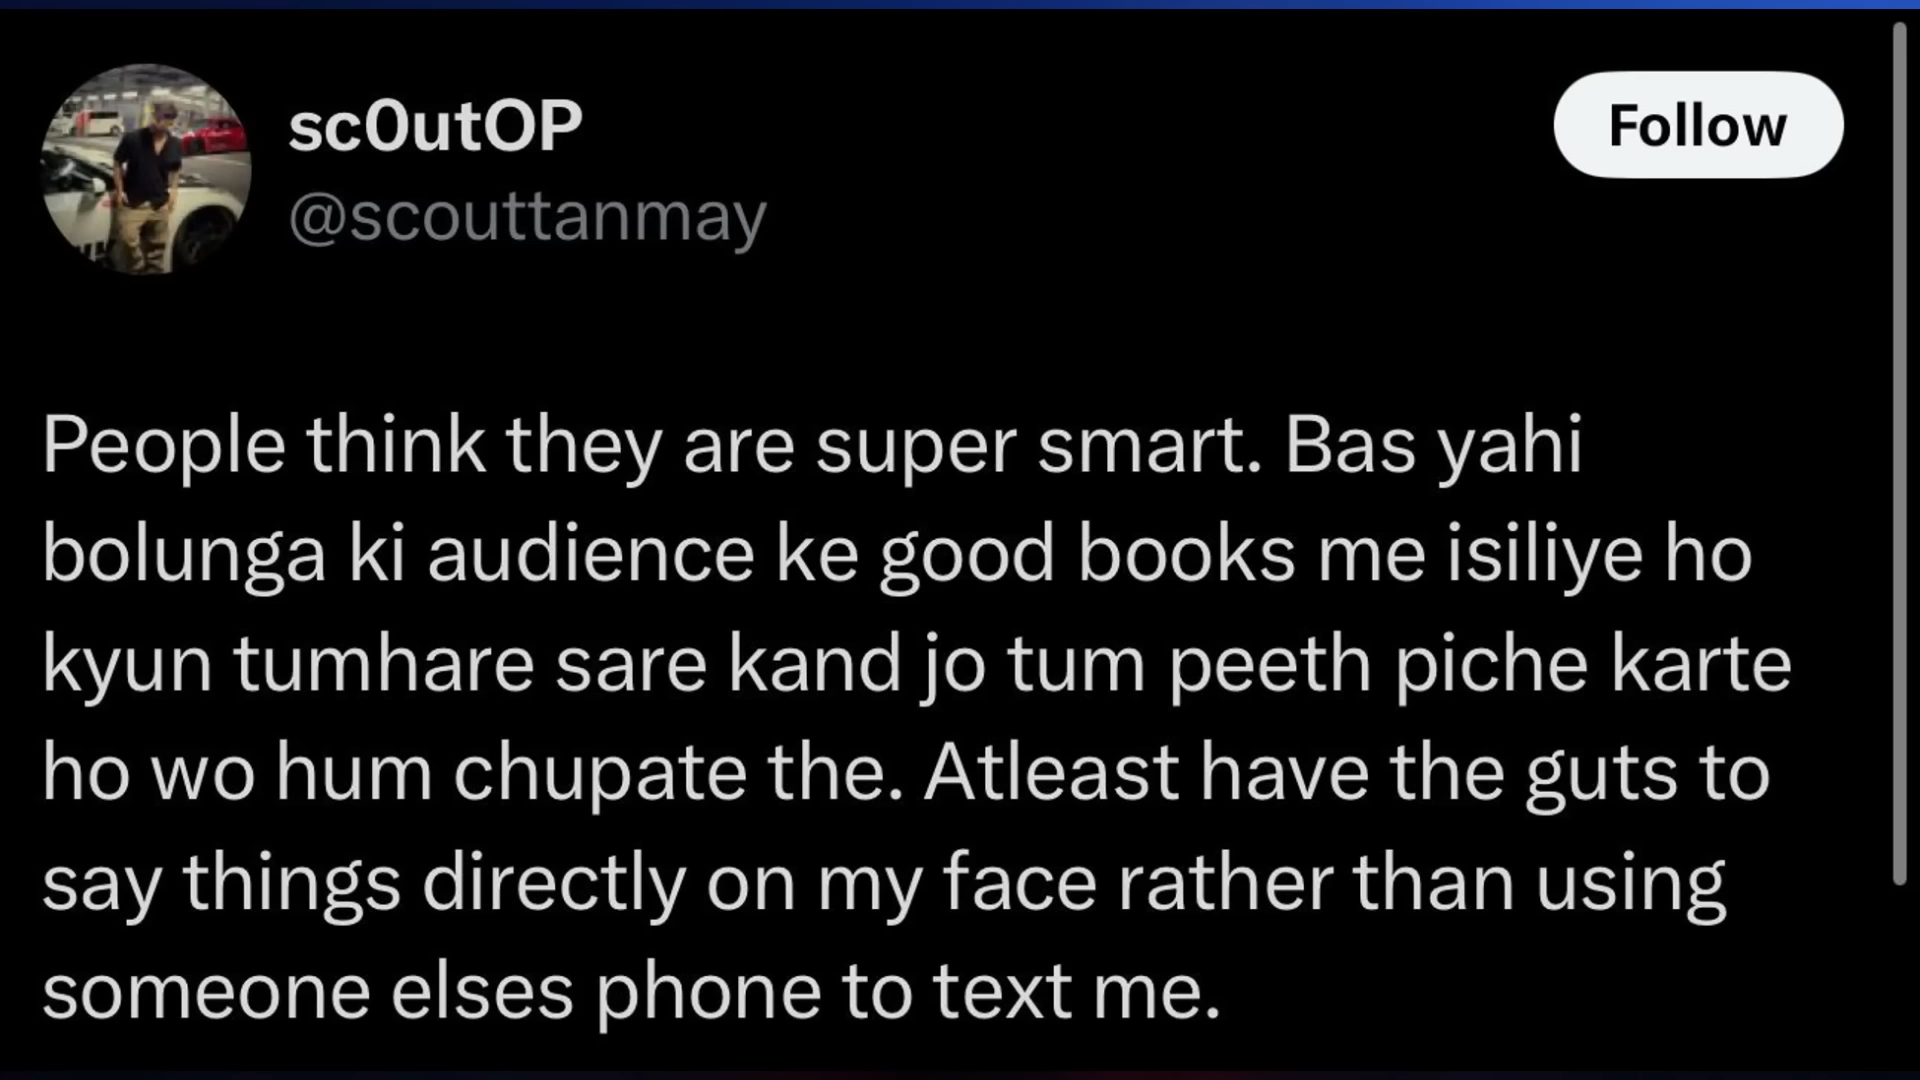 sc0utOP
Follow
@scouttanmay
People think they are super smart. Bas yahi
bolunga ki audience ke good books me isiliye ho
kyun tumhare sare kand jo tum peeth piche karte
ho wo hum chupate the. Atleast have the guts to
say things directly on my face rather than using
someone elses phone to text me.